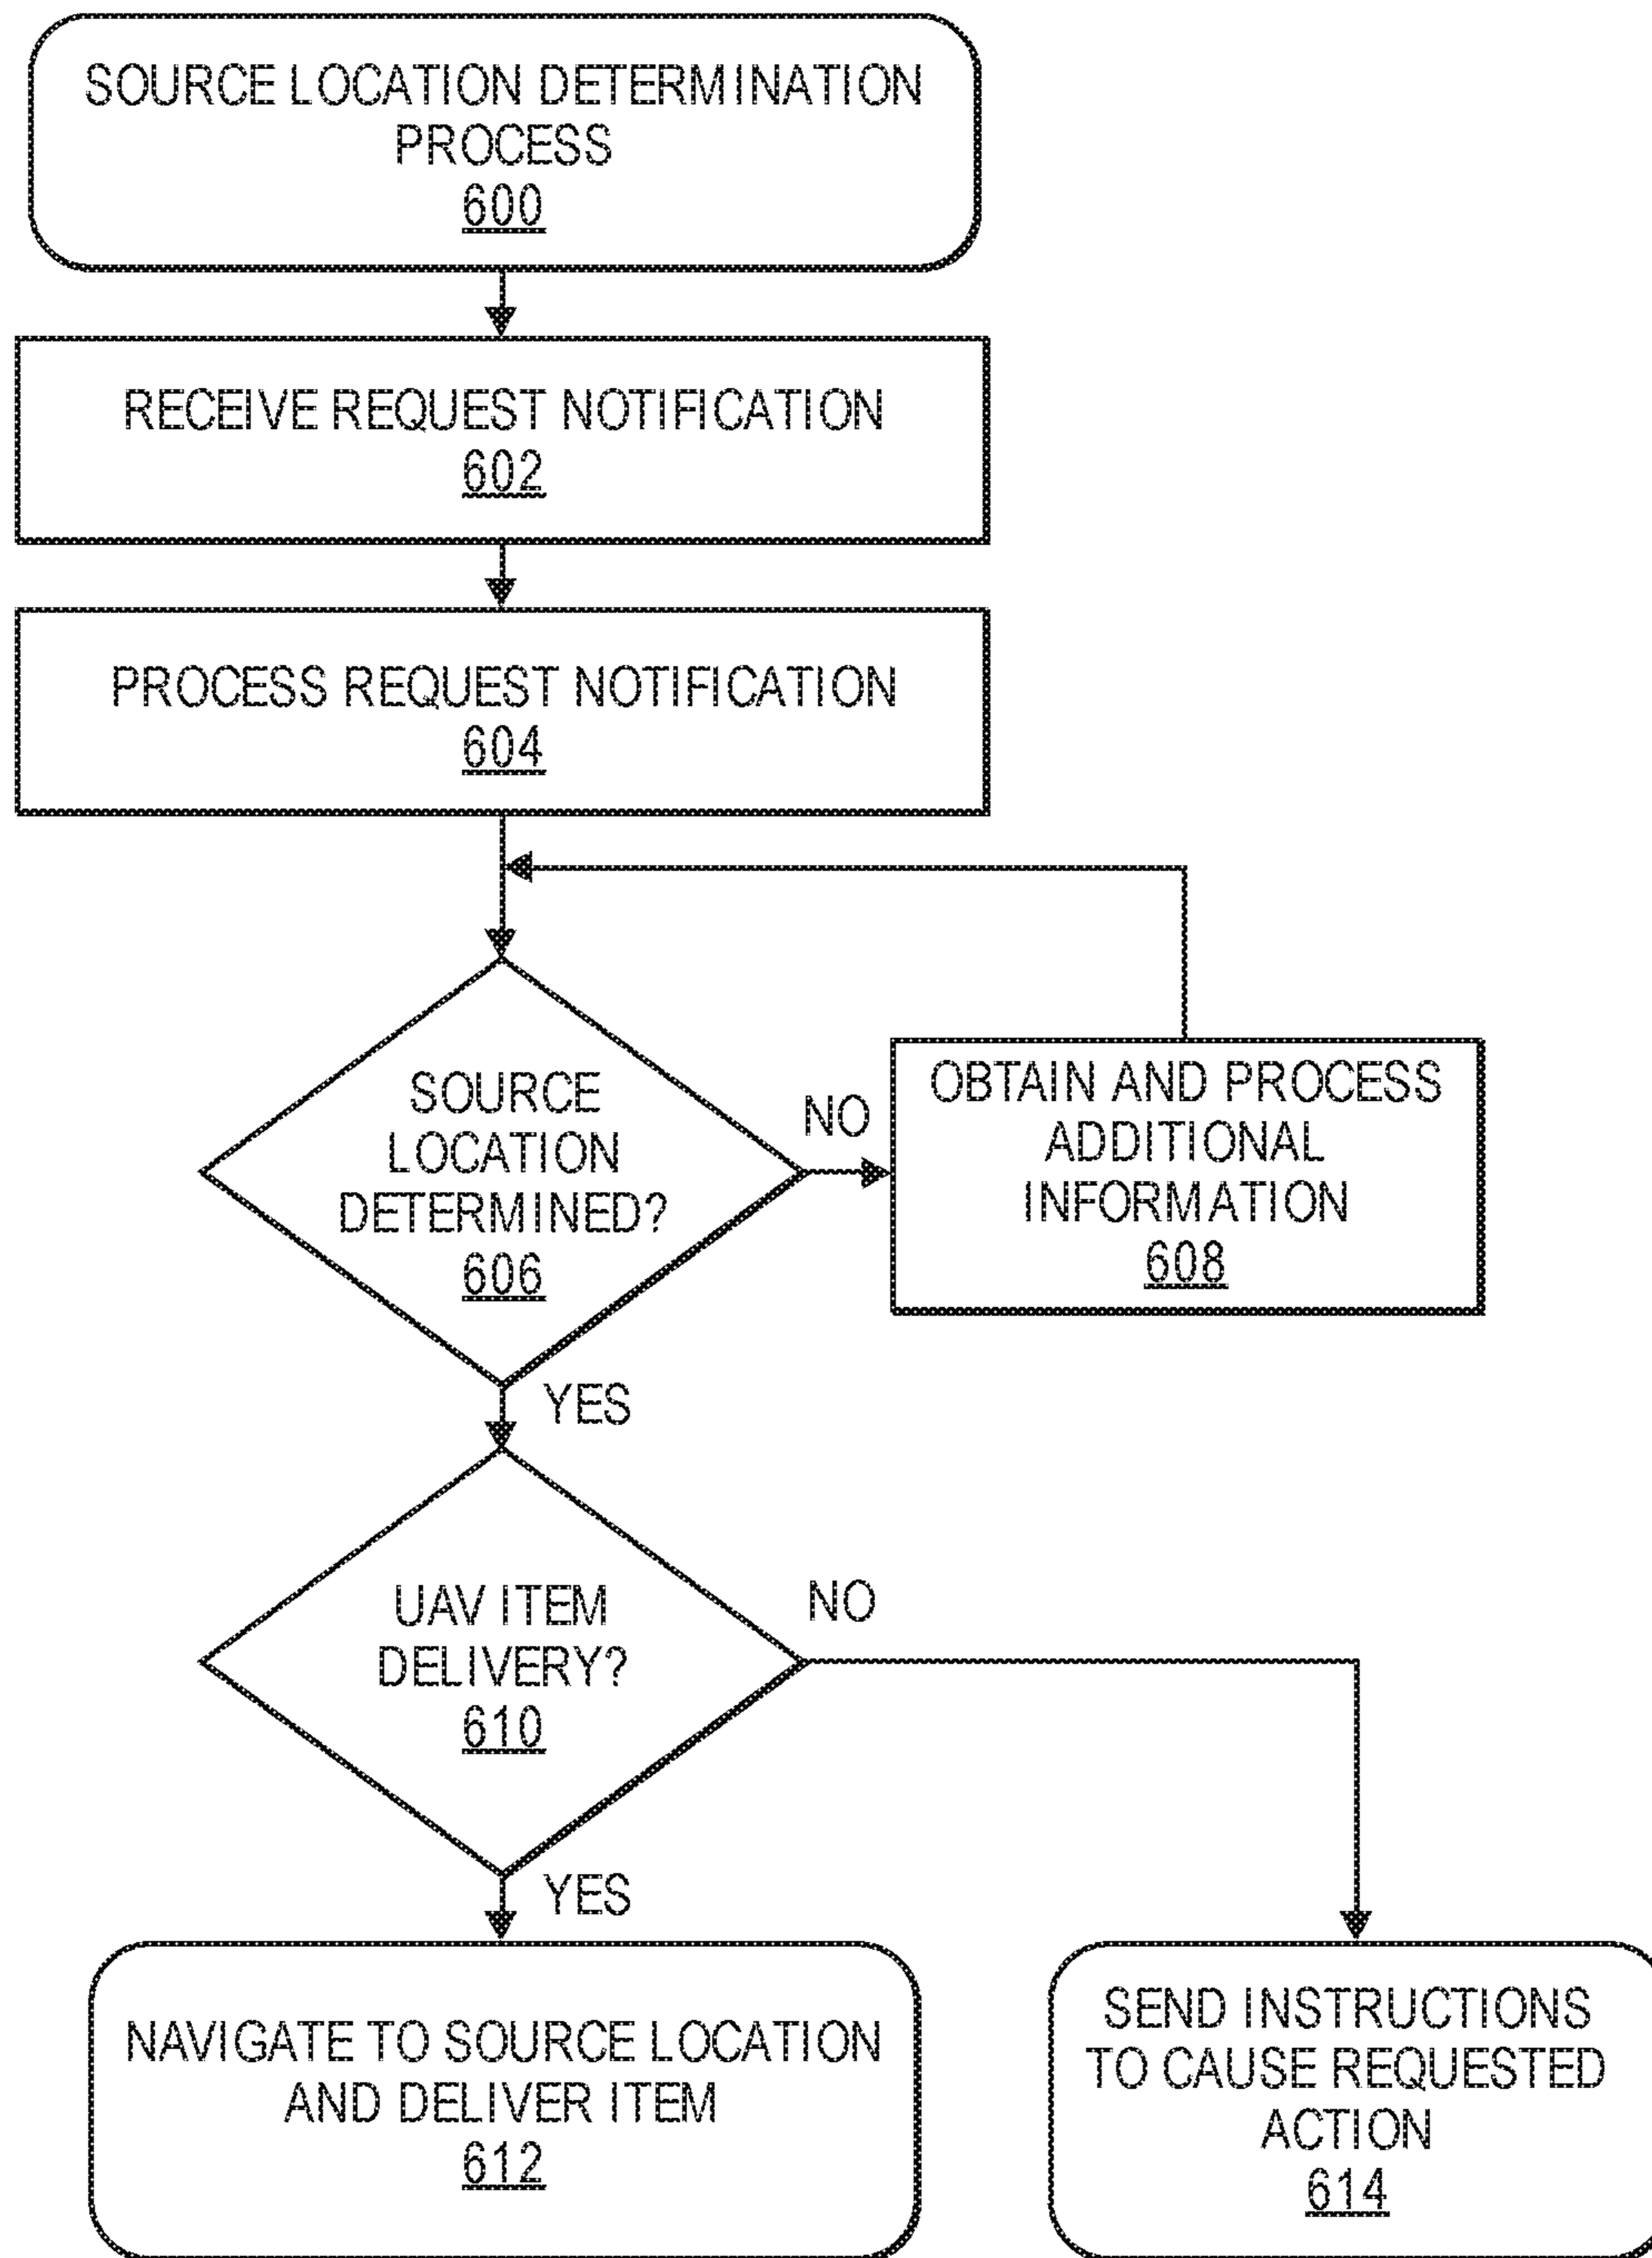 SOURCE LOCATION DETERMINATION
PROCESS
600
RECEIVE REQUEST NOTIFICATION
602
PROCESS REQUEST NOTIFICATION
604
SOURCE
LOCATION
DETERMINED?
606
NO
OBTAIN AND PROCESS
ADDITIONAL
INFORMATION
608
YES
UAV ITEM
DELIVERY?
610
NO
YES
NAVIGATE TO SOURCE LOCATION
AND DELIVER ITEM
612
SEND INSTRUCTIONS
TO CAUSE REQUESTED
ACTION
614